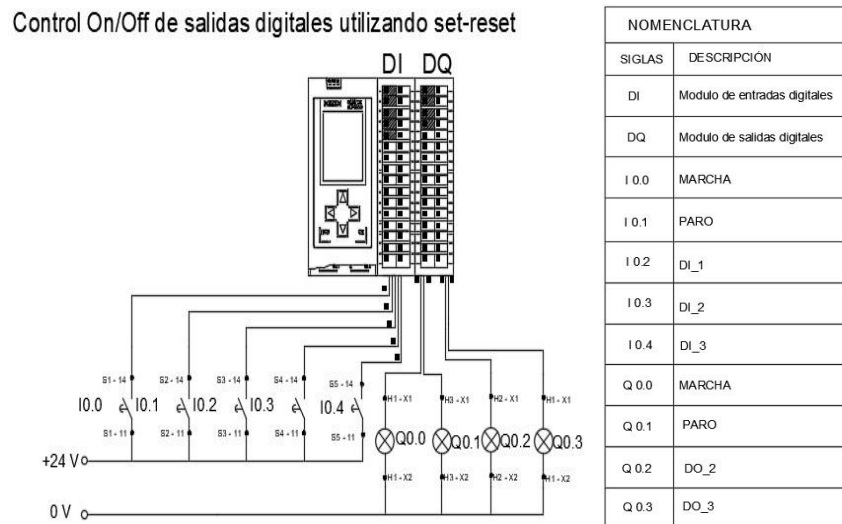 Control On/Off de salidas digitales utilizando set-reset
DI DQ
S1 - 14 S2 - 14 S3 - 14 S4 - 14 S5 - 14
I0.0 I0.1 I0.2 I0.3 I0.4
S1 - 11 S2 - 11 S3 - 11 S4 - 11 S5 - 11
H1 - X1 H3 - X1 H2 - X1 H1 - X1
Q0.0 Q0.1 Q0.2 Q0.3
H1 - X2 H3 - X2 H2 - X2 H1 - X2
+24 V
0 V
NOMENCLATURA
SIGLAS DESCRIPCIÓN
DI Modulo de entradas digitales
DQ Modulo de salidas digitales
I 0.0 MARCHA
I 0.1 PARO
I 0.2 DI_1
I 0.3 DI_2
I 0.4 DI_3
Q 0.0 MARCHA
Q 0.1 PARO
Q 0.2 DO_2
Q 0.3 DO_3